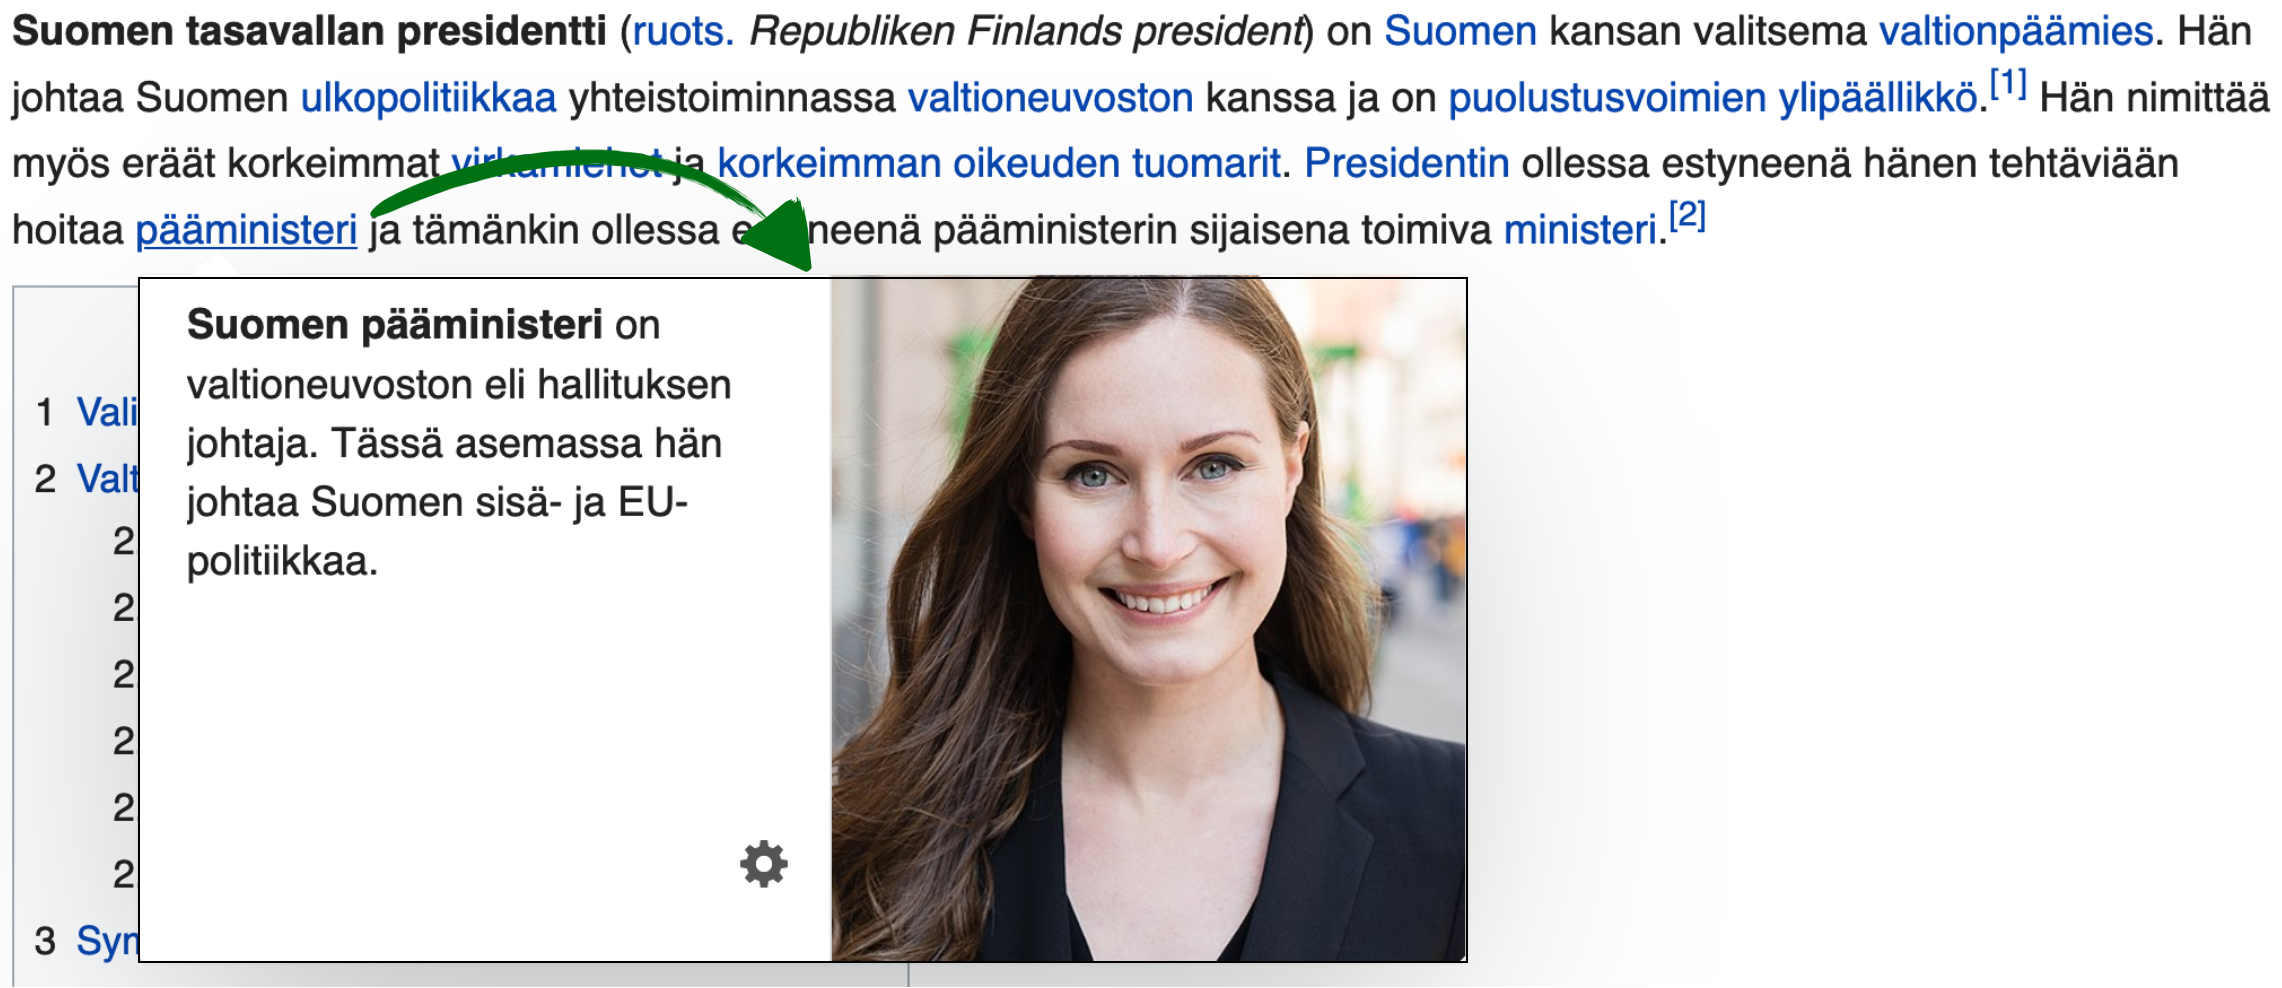 Suomen tasavallan presidentti (ruots. Republiken Finlands president) on Suomen kansan valitsema valtionpäämies. Hän
johtaa Suomen ulkopolitiikkaa yhteistoiminnassa valtioneuvoston kanssa ja on puolustusvoimien ylipäällikkö.[1] Hän nimittää
myös eräät korkeimmat virkamiehet ja korkeimman oikeuden tuomarit. Presidentin ollessa estyneenä hänen tehtäviään
hoitaa pääministeri ja tämänkin ollessa neenä pääministerin sijaisena toimiva ministeri.[2]
Suomen pääministeri on
valtioneuvoston eli hallituksen
johtaja. Tässä asemassa hän
johtaa Suomen sisä- ja EU-
politiikkaa.
1 Vali
2 Valt
2.
2
2
2
2
2
3 Syn